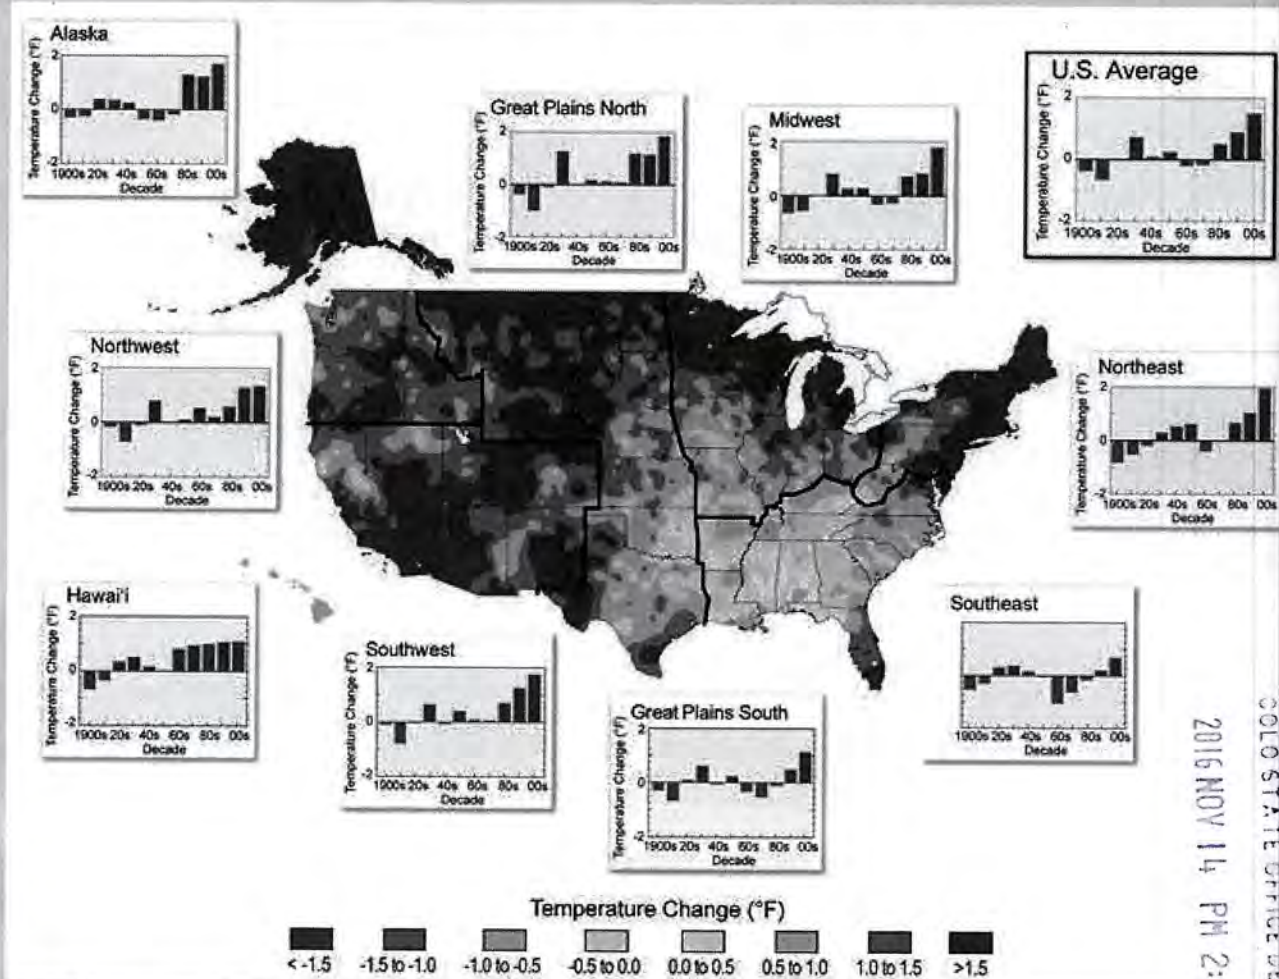 Alaska
Temperature Change (°F)
2
0
-2
1900s 20s 40s 60s 80s 00s
Decade
Great Plains North
Temperature Change (°F)
2
0
-2
1900s 20s 40s 60s 80s 00s
Decade
Midwest
Temperature Change (°F)
2
0
-2
1900s 20s 40s 60s 80s 00s
Decade
U.S. Average
Temperature Change (°F)
2
0
-2
1900s 20s 40s 60s 80s 00s
Decade
Northwest
Temperature Change (°F)
2
0
-2
1900s 20s 40s 60s 80s 00s
Decade
Northeast
Temperature Change (°F)
2
0
-2
1900s 20s 40s 60s 80s 00s
Decade
Hawai'i
Temperature Change (°F)
2
0
-2
1900s 20s 40s 60s 80s 00s
Decade
Southwest
Temperature Change (°F)
2
0
-2
1900s 20s 40s 60s 80s 00s
Decade
Great Plains South
Temperature Change (°F)
2
0
-2
1900s 20s 40s 60s 80s 00s
Decade
Southeast
1900s 20s 40s 60s 80s 00s
Decade
COLO STATE OFFICE
2016 NOV 14 PM 2
Temperature Change (°F)
< -1.5 -1.5 to -1.0 -1.0 to -0.5 -0.5 to 0.0 0.0 to 0.5 0.5 to 1.0 1.0 to 1.5 >1.5